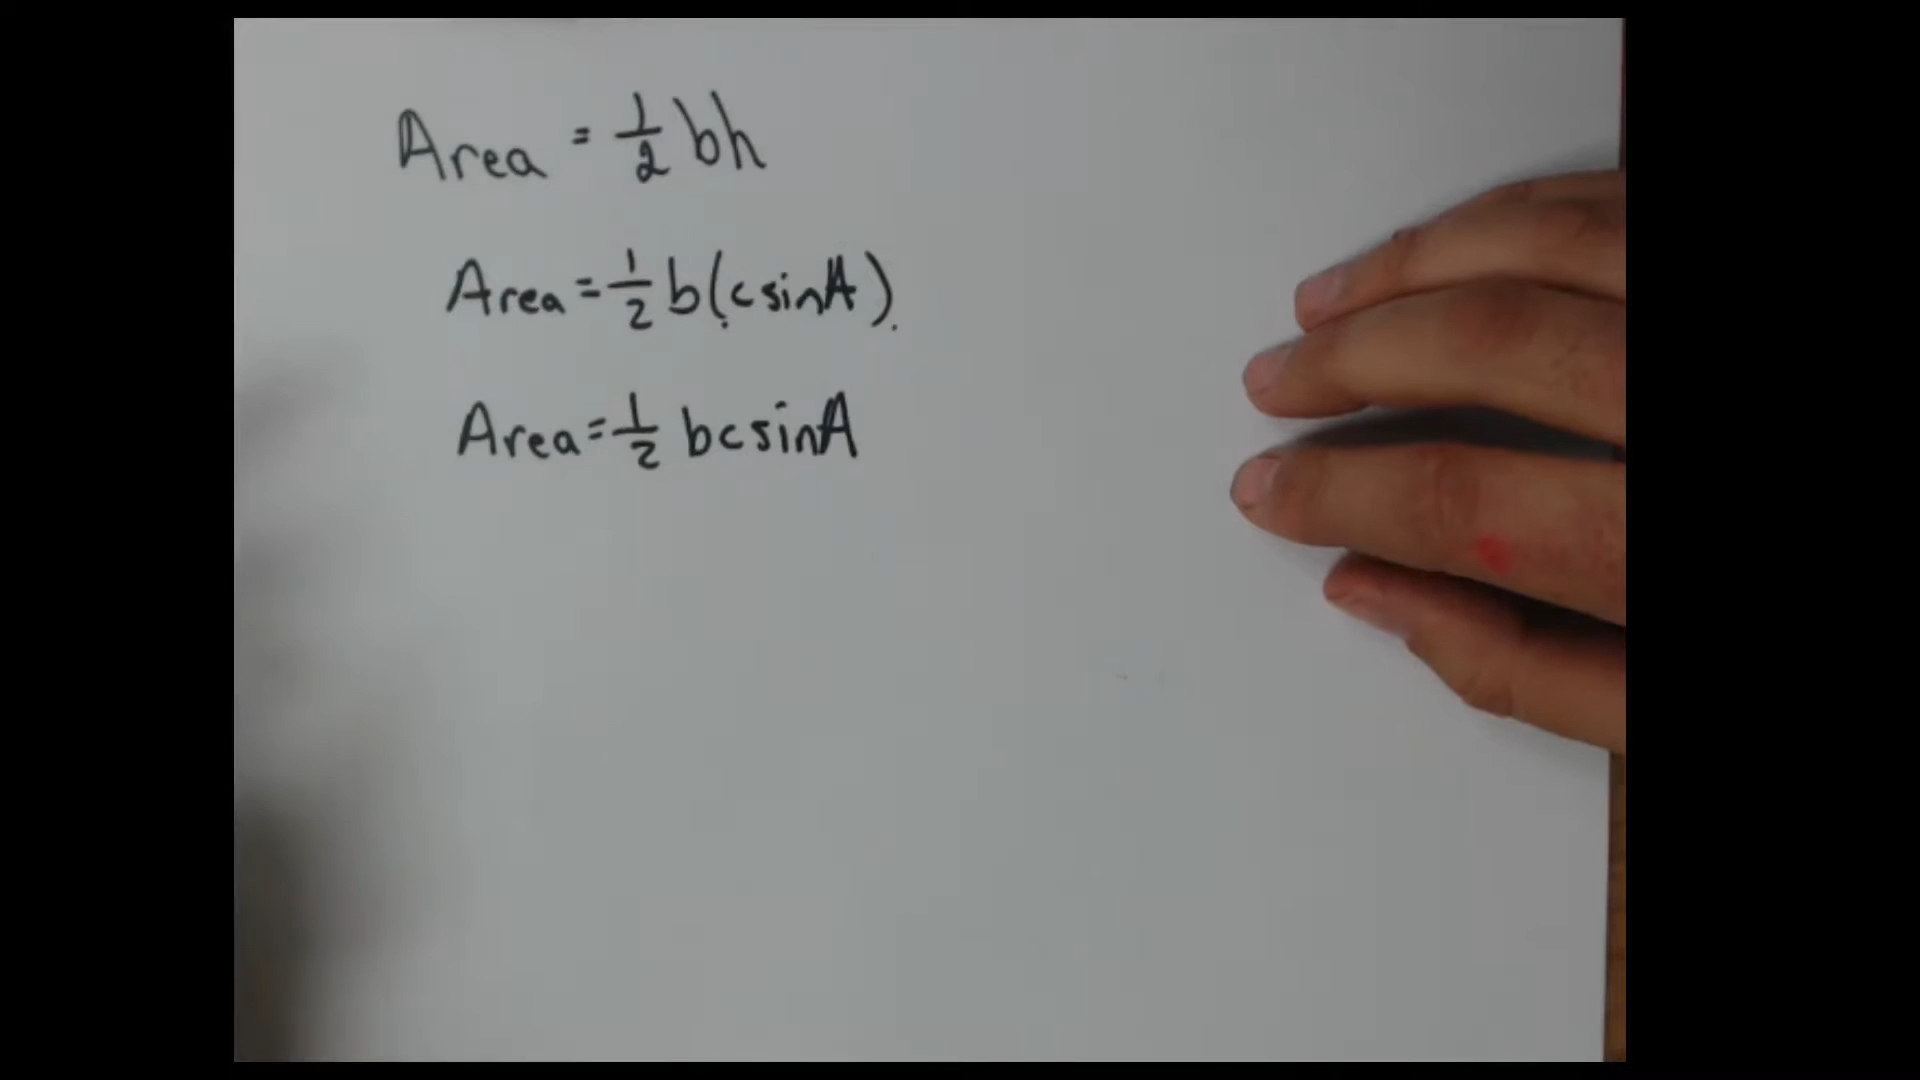 Area = 1/2 bh
Area = 1/2 b(c sinA).
Area = 1/2 bc sinA